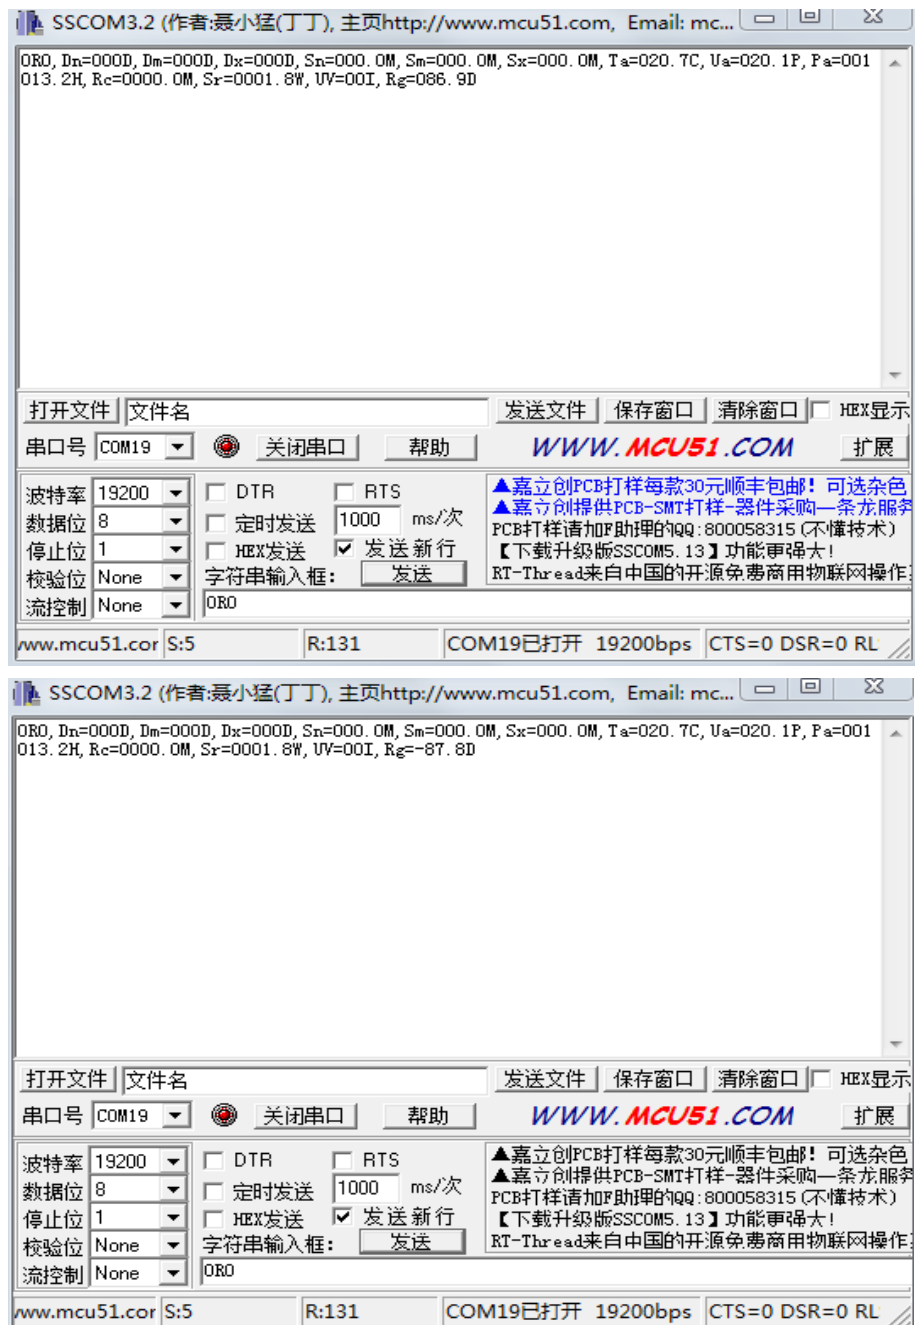 SSCOM3.2 (作者:聂小猛(丁丁), 主页http://www.mcu51.com, Email: mc...
0R0, Dn=000D, Dm=000D, Dx=000D, Sn=000.0M, Sm=000.0M, Sx=000.0M, Ta=020.7C, Ua=020.1P, Pa=001
013.2H, Rc=0000.0M, Sr=0001.8W, UV=00I, Rg=086.9D
打开文件 文件名 发送文件 保存窗口 清除窗口 HEX显示
串口号 COM19 关闭串口 帮助 WWW.MCU51.COM 扩展
波特率 19200 DTR RTS
数据位 8 定时发送 1000 ms/次
停止位 1 HEX发送 发送新行
校验位 None 字符串输入框: 发送
流控制 None 0R0
▲嘉立创PCB打样每款30元顺丰包邮! 可选杂色
▲嘉立创提供PCB-SMT打样-器件采购—条龙服务
PCB打样请加F助理的QQ:800058315(不懂技术)
【下载升级版SSCOM5.13】功能更强大!
RT-Thread来自中国的开源免费商用物联网操作
www.mcu51.cor S:5 R:131 COM19已打开 19200bps CTS=0 DSR=0 RL
SSCOM3.2 (作者:聂小猛(丁丁), 主页http://www.mcu51.com, Email: mc...
0R0, Dn=000D, Dm=000D, Dx=000D, Sn=000.0M, Sm=000.0M, Sx=000.0M, Ta=020.7C, Ua=020.1P, Pa=001
013.2H, Rc=0000.0M, Sr=0001.8W, UV=00I, Rg=-87.8D
打开文件 文件名 发送文件 保存窗口 清除窗口 HEX显示
串口号 COM19 关闭串口 帮助 WWW.MCU51.COM 扩展
波特率 19200 DTR RTS
数据位 8 定时发送 1000 ms/次
停止位 1 HEX发送 发送新行
校验位 None 字符串输入框: 发送
流控制 None 0R0
▲嘉立创PCB打样每款30元顺丰包邮! 可选杂色
▲嘉立创提供PCB-SMT打样-器件采购—条龙服务
PCB打样请加F助理的QQ:800058315(不懂技术)
【下载升级版SSCOM5.13】功能更强大!
RT-Thread来自中国的开源免费商用物联网操作
www.mcu51.cor S:5 R:131 COM19已打开 19200bps CTS=0 DSR=0 RL